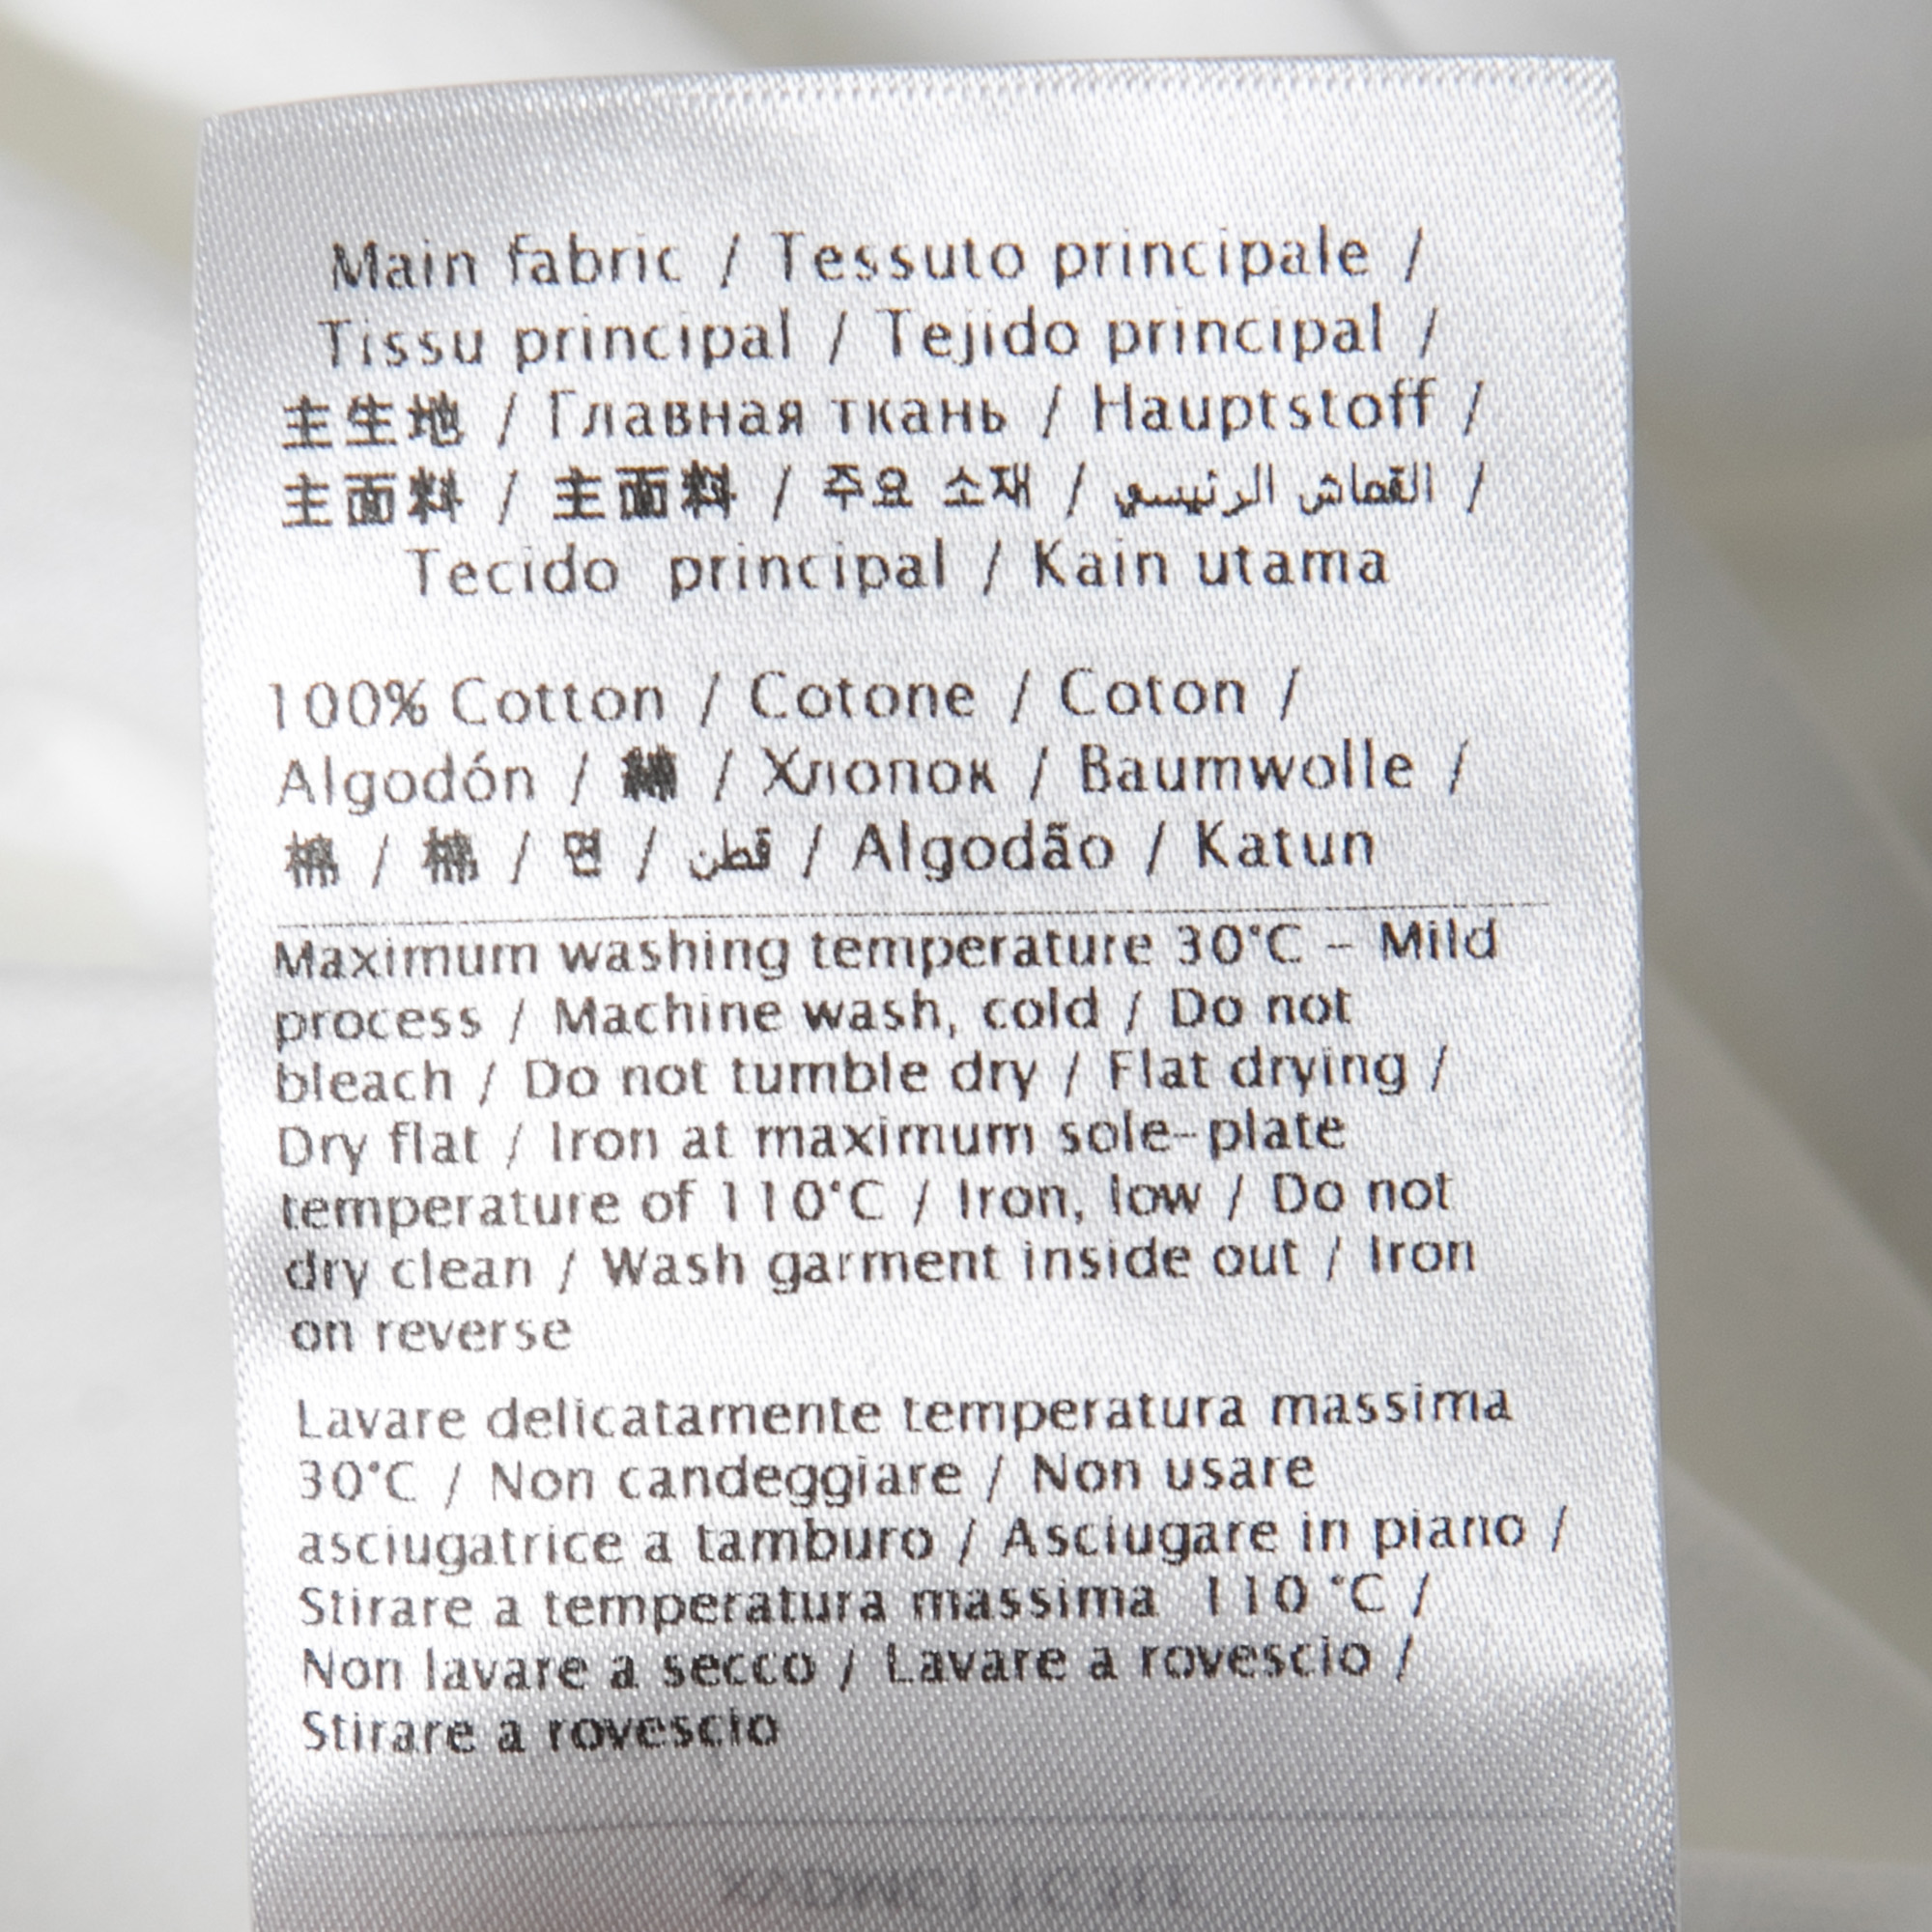 Main fabric / Tessuto principale /
Tissu principal / Tejido principal /
主生地 / Главная ткань / Hauptstoff /
主面料 / 主面料 / 주요 소재 / القماش الرئيسي /
Tecido principal / Kain utama
100% Cotton / Cotone / Coton /
Algodón / 綿 / Хлопок / Baumwolle /
棉 / 棉 / 면 / قطن / Algodão / Katun
Maximum washing temperature 30°C - Mild
process / Machine wash, cold / Do not
bleach / Do not tumble dry / Flat drying /
Dry flat / Iron at maximum sole-plate
temperature of 110°C / Iron, low / Do not
dry clean / Wash garment inside out / Iron
on reverse
Lavare delicatamente temperatura massima
30°C / Non candeggiare / Non usare
asciugatrice a tamburo / Asciugare in piano /
Stirare a temperatura massima 110 °C /
Non lavare a secco / Lavare a rovescio /
Stirare a rovescio